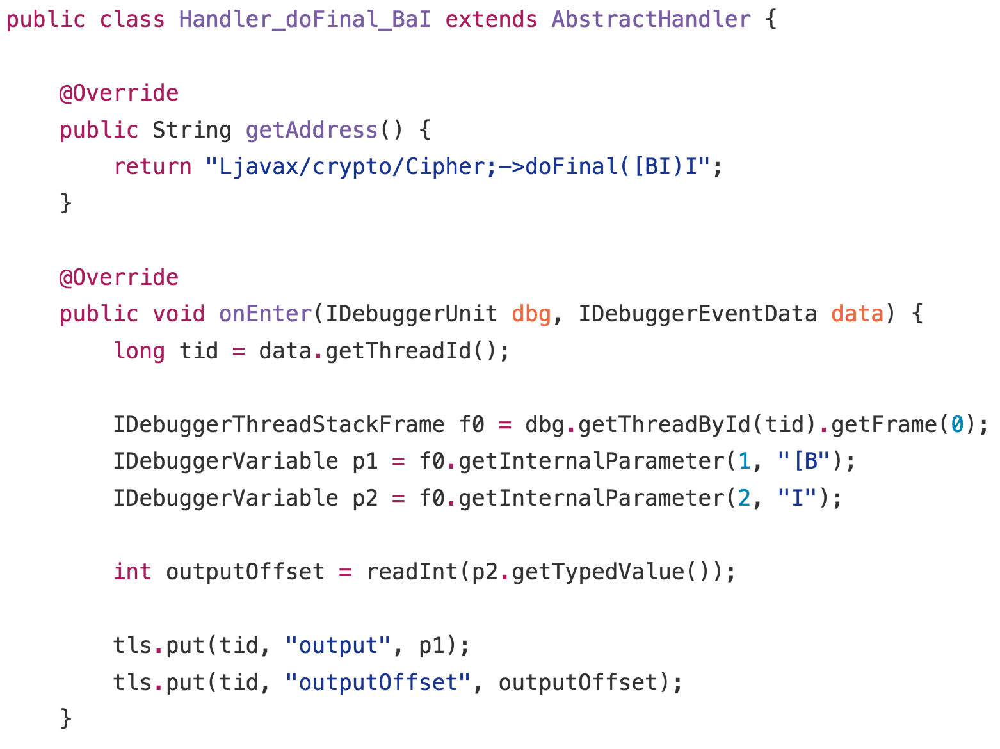 public class Handler_doFinal_BaI extends AbstractHandler {
@Override
public String getAddress() {
return "Ljavax/crypto/Cipher;->doFinal([BI)I";
}
@Override
public void onEnter(IDebuggerUnit dbg, IDebuggerEventData data) {
long tid = data.getThreadId();
IDebuggerThreadStackFrame f0 = dbg.getThreadById(tid).getFrame(0);
IDebuggerVariable p1 = f0.getInternalParameter(1, "[B");
IDebuggerVariable p2 = f0.getInternalParameter(2, "I");
int outputOffset = readInt(p2.getTypedValue());
tls.put(tid, "output", p1);
tls.put(tid, "outputOffset", outputOffset);
}